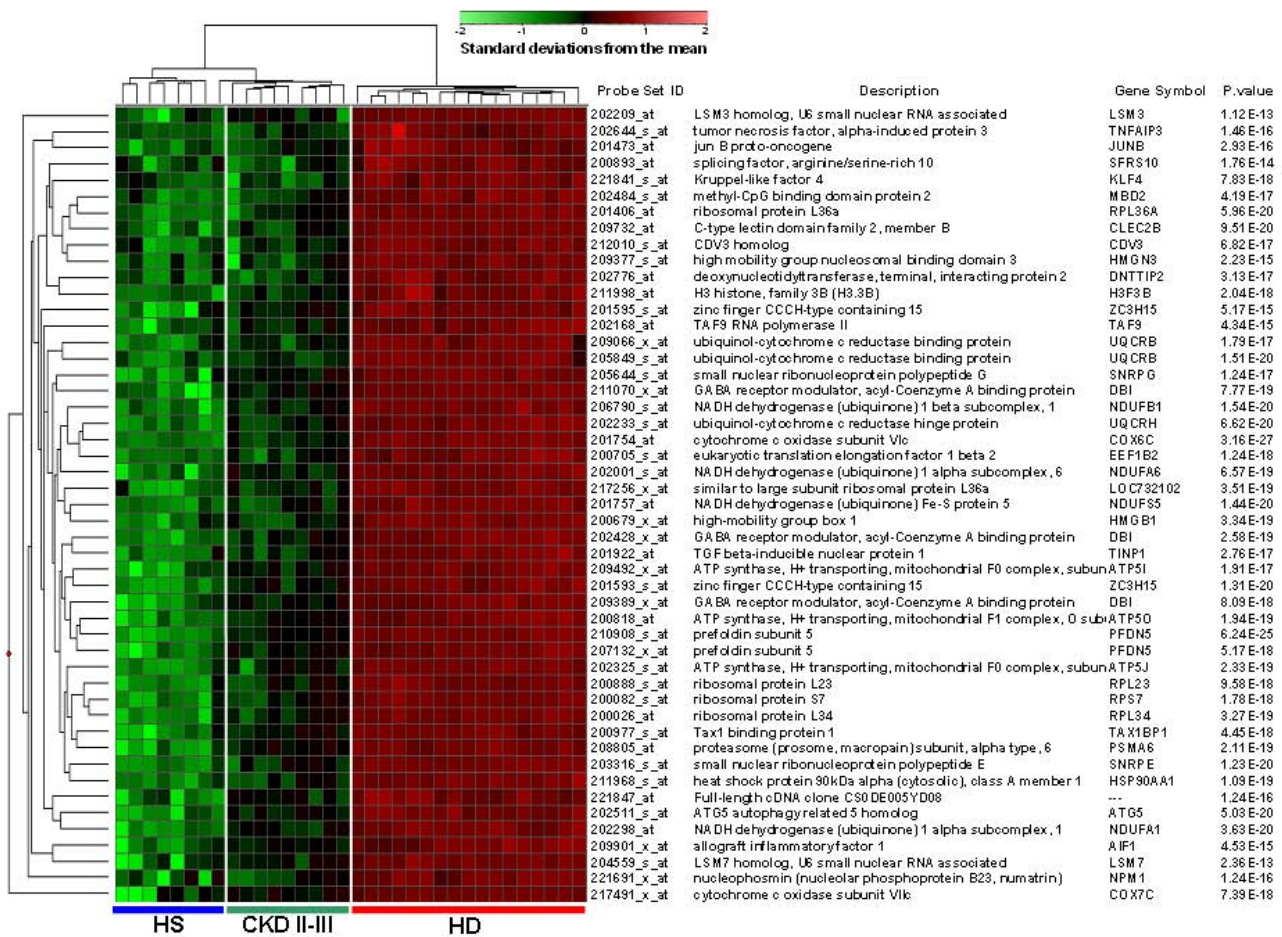 -2 -1 0 1 2
Standard deviations from the mean
Probe Set ID Description Gene Symbol P.value
202209_at LSM3 homolog, U6 small nuclear RNA associated LSM3 1.12E-13
202644_s_at tumor necrosis factor, alpha-induced protein 3 TNFAIP3 1.46E-16
201473_at jun B proto-oncogene JUNB 2.93E-16
200893_at splicing factor, arginine/serine-rich 10 SFRS10 1.76E-14
221841_s_at Kruppel-like factor 4 KLF4 7.83E-18
202484_s_at methyl-CpG binding domain protein 2 MBD2 4.19E-17
201406_at ribosomal protein L36a RPL36A 5.96E-20
209732_at C-type lectin domain family 2, member B CLEC2B 9.51E-20
212010_s_at CDV3 homolog CDV3 6.82E-17
209377_s_at high mobility group nucleosomal binding domain 3 HMGN3 2.23E-15
202776_at deoxynucleotidyltransferase, terminal, interacting protein 2 DNTTIP2 3.13E-17
211998_at H3 histone, family 3B (H3.3B) H3F3B 2.04E-18
201595_s_at zinc finger CCCH-type containing 15 ZC3H15 5.17E-15
202168_at TAF9 RNA polymerase II TAF9 4.34E-15
209066_x_at ubiquinol-cytochrome c reductase binding protein UQCRB 1.79E-17
205849_s_at ubiquinol-cytochrome c reductase binding protein UQCRB 1.51E-20
205644_s_at small nuclear ribonucleoprotein polypeptide G SNRPG 1.24E-17
211070_x_at GABA receptor modulator, acyl-Coenzyme A binding protein DBI 7.77E-19
206790_s_at NADH dehydrogenase (ubiquinone) 1 beta subcomplex, 1 NDUFB1 1.54E-20
202233_s_at ubiquinol-cytochrome c reductase hinge protein UQCRH 6.62E-20
201754_at cytochrome c oxidase subunit VIc COX6C 3.16E-27
200705_s_at eukaryotic translation elongation factor 1 beta 2 EEF1B2 1.24E-18
202001_s_at NADH dehydrogenase (ubiquinone) 1 alpha subcomplex, 6 NDUFA6 6.57E-19
217256_x_at similar to large subunit ribosomal protein L36a LOC732102 3.51E-19
201757_at NADH dehydrogenase (ubiquinone) Fe-S protein 5 NDUFS5 1.44E-20
200679_x_at high-mobility group box 1 HMGB1 3.34E-19
202428_x_at GABA receptor modulator, acyl-Coenzyme A binding protein DBI 2.58E-19
201922_at TGF beta-inducible nuclear protein 1 TINP1 2.76E-17
209492_x_at ATP synthase, H+ transporting, mitochondrial F0 complex, subun ATP5I 1.91E-17
201593_s_at zinc finger CCCH-type containing 15 ZC3H15 1.31E-20
209389_x_at GABA receptor modulator, acyl-Coenzyme A binding protein DBI 8.09E-18
200818_at ATP synthase, H+ transporting, mitochondrial F1 complex, O sub ATP5O 1.94E-19
210908_s_at prefoldin subunit 5 PFDN5 6.24E-25
207132_x_at prefoldin subunit 5 PFDN5 5.17E-18
202325_s_at ATP synthase, H+ transporting, mitochondrial F0 complex, subun ATP5J 2.33E-19
200888_s_at ribosomal protein L23 RPL23 9.58E-18
200082_s_at ribosomal protein S7 RPS7 1.78E-18
200026_at ribosomal protein L34 RPL34 3.27E-19
200977_s_at Tax1 binding protein 1 TAX1BP1 4.45E-18
208805_at proteasome (prosome, macropain) subunit, alpha type, 6 PSMA6 2.11E-19
203316_s_at small nuclear ribonucleoprotein polypeptide E SNRPE 1.23E-20
211968_s_at heat shock protein 90kDa alpha (cytosolic), class A member 1 HSP90AA1 1.09E-19
221847_at Full-length cDNA clone CS0DE005YD08 --- 1.24E-16
202511_s_at ATG5 autophagy related 5 homolog ATG5 5.03E-20
202298_at NADH dehydrogenase (ubiquinone) 1 alpha subcomplex, 1 NDUFA1 3.63E-20
209901_x_at allograft inflammatory factor 1 AIF1 4.53E-15
204559_s_at LSM7 homolog, U6 small nuclear RNA associated LSM7 2.36E-13
221691_x_at nucleophosmin (nucleolar phosphoprotein B23, numatrin) NPM1 1.24E-16
217491_x_at cytochrome c oxidase subunit VIIc COX7C 7.39E-18
HS CKD II-III HD